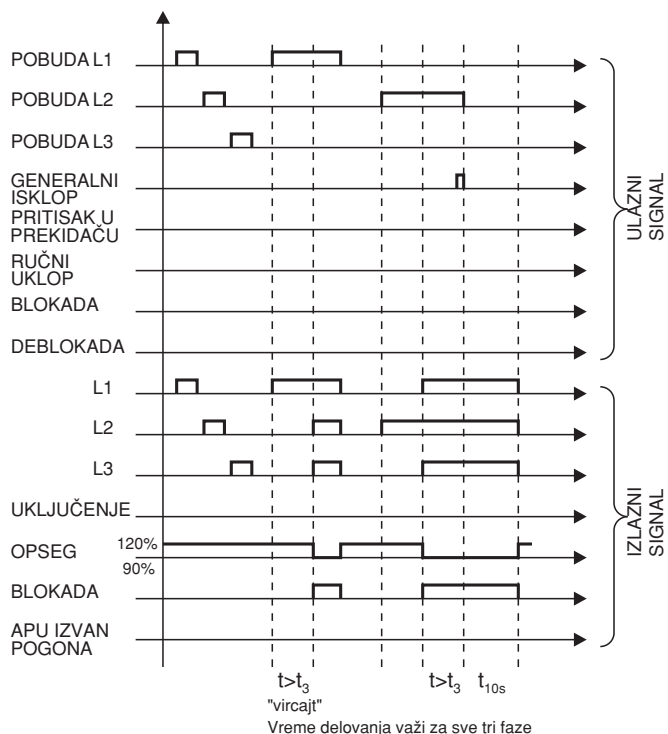 POBUDA L1
POBUDA L2
POBUDA L3
GENERALNI
ISKLOP
PRITISAK U
PREKIDAČU
RUČNI
UKLOP
BLOKADA
DEBLOKADA
ULAZNI
SIGNAL
L1
L2
L3
UKLJUČENJE
OPSEG
120%
90%
BLOKADA
APU IZVAN
POGONA
IZLAZNI
SIGNAL
t>t3 t>t3 t10s
"vircajt"
Vreme delovanja važi za sve tri faze